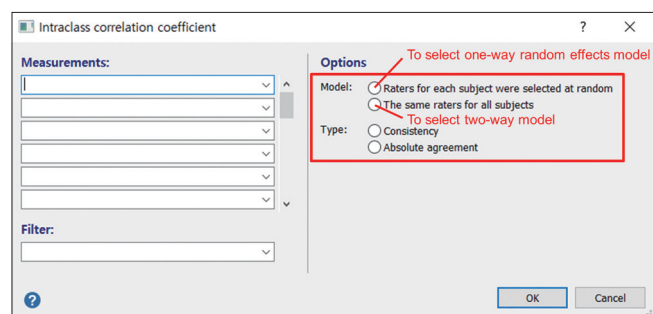 Intraclass correlation coefficient
? ×
Measurements:
Filter:
Options
To select one-way random effects model
Model: Raters for each subject were selected at random
The same raters for all subjects
To select two-way model
Type: Consistency
Absolute agreement
?
OK Cancel